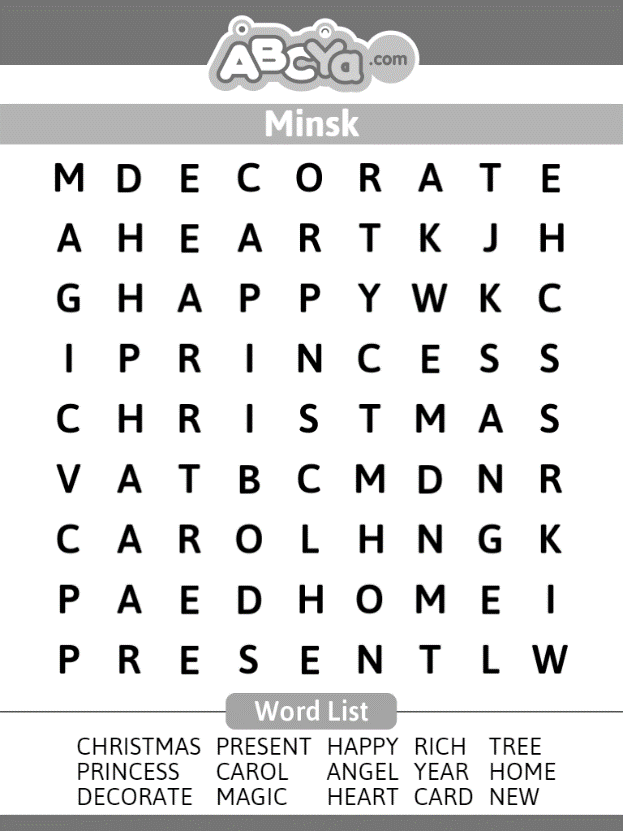 ABCYa.com
Minsk
M D E C O R A T E
A H E A R T K J H
G H A P P Y W K C
I P R I N C E S S
C H R I S T M A S
V A T B C M D N R
C A R O L H N G K
P A E D H O M E I
P R E S E N T L W
Word List
CHRISTMAS PRESENT HAPPY RICH TREE
PRINCESS CAROL ANGEL YEAR HOME
DECORATE MAGIC HEART CARD NEW